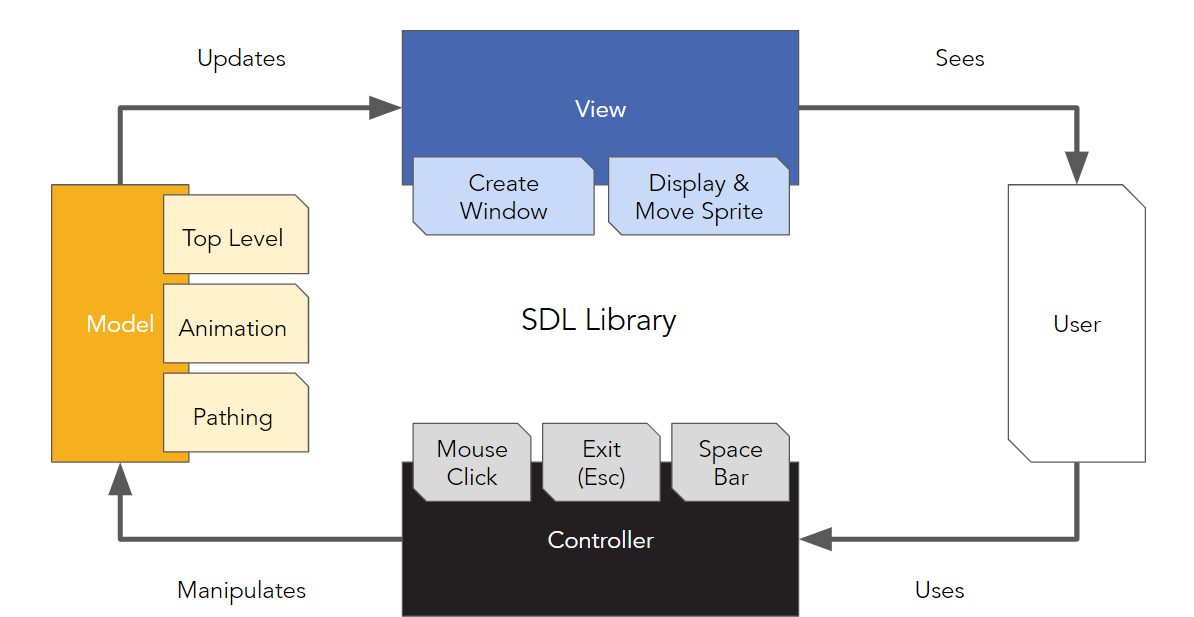 Updates
Sees
View
Create
Window
Display &
Move Sprite
Top Level
Model
Animation
Pathing
SDL Library
User
Mouse
Click
Exit
(Esc)
Space
Bar
Controller
Manipulates
Uses